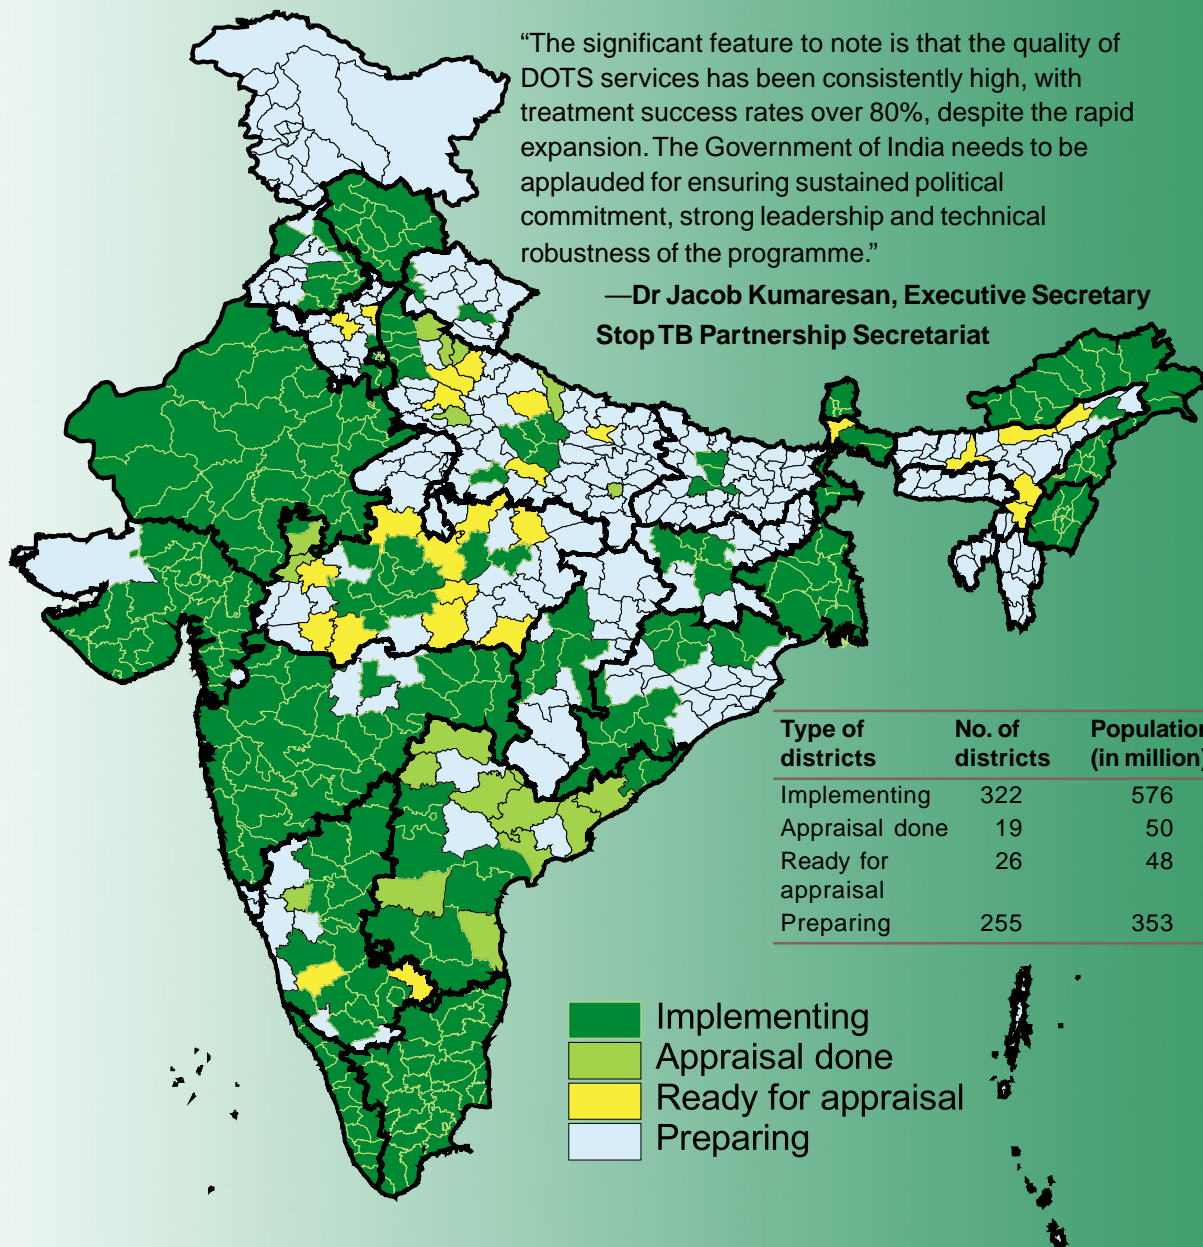 “The significant feature to note is that the quality of
DOTS services has been consistently high, with
treatment success rates over 80%, despite the rapid
expansion. The Government of India needs to be
applauded for ensuring sustained political
commitment, strong leadership and technical
robustness of the programme.”
—Dr Jacob Kumaresan, Executive Secretary
Stop TB Partnership Secretariat
Type of districts No. of districts Population (in million)
Implementing 322 576
Appraisal done 19 50
Ready for appraisal 26 48
Preparing 255 353
Implementing
Appraisal done
Ready for appraisal
Preparing